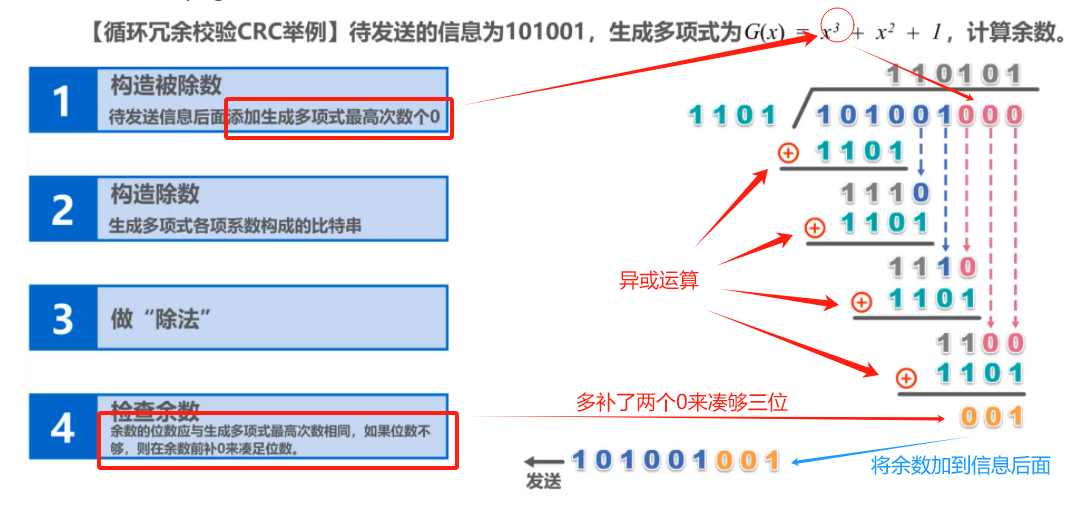 【循环冗余校验CRC举例】待发送的信息为101001，生成多项式为G(x) = x³ + x² + 1，计算余数。
1
构造被除数
待发送信息后面添加生成多项式最高次数个0
2
构造除数
生成多项式各项系数构成的比特串
3
做“除法”
4
检查余数
余数的位数应与生成多项式最高次数相同，如果位数不
够，则在余数前补0来凑足位数。
110101
1101
101001000
1101
1110
1101
1110
1101
1100
1101
001
异或运算
多补了两个0来凑够三位
101001001
发送
将余数加到信息后面